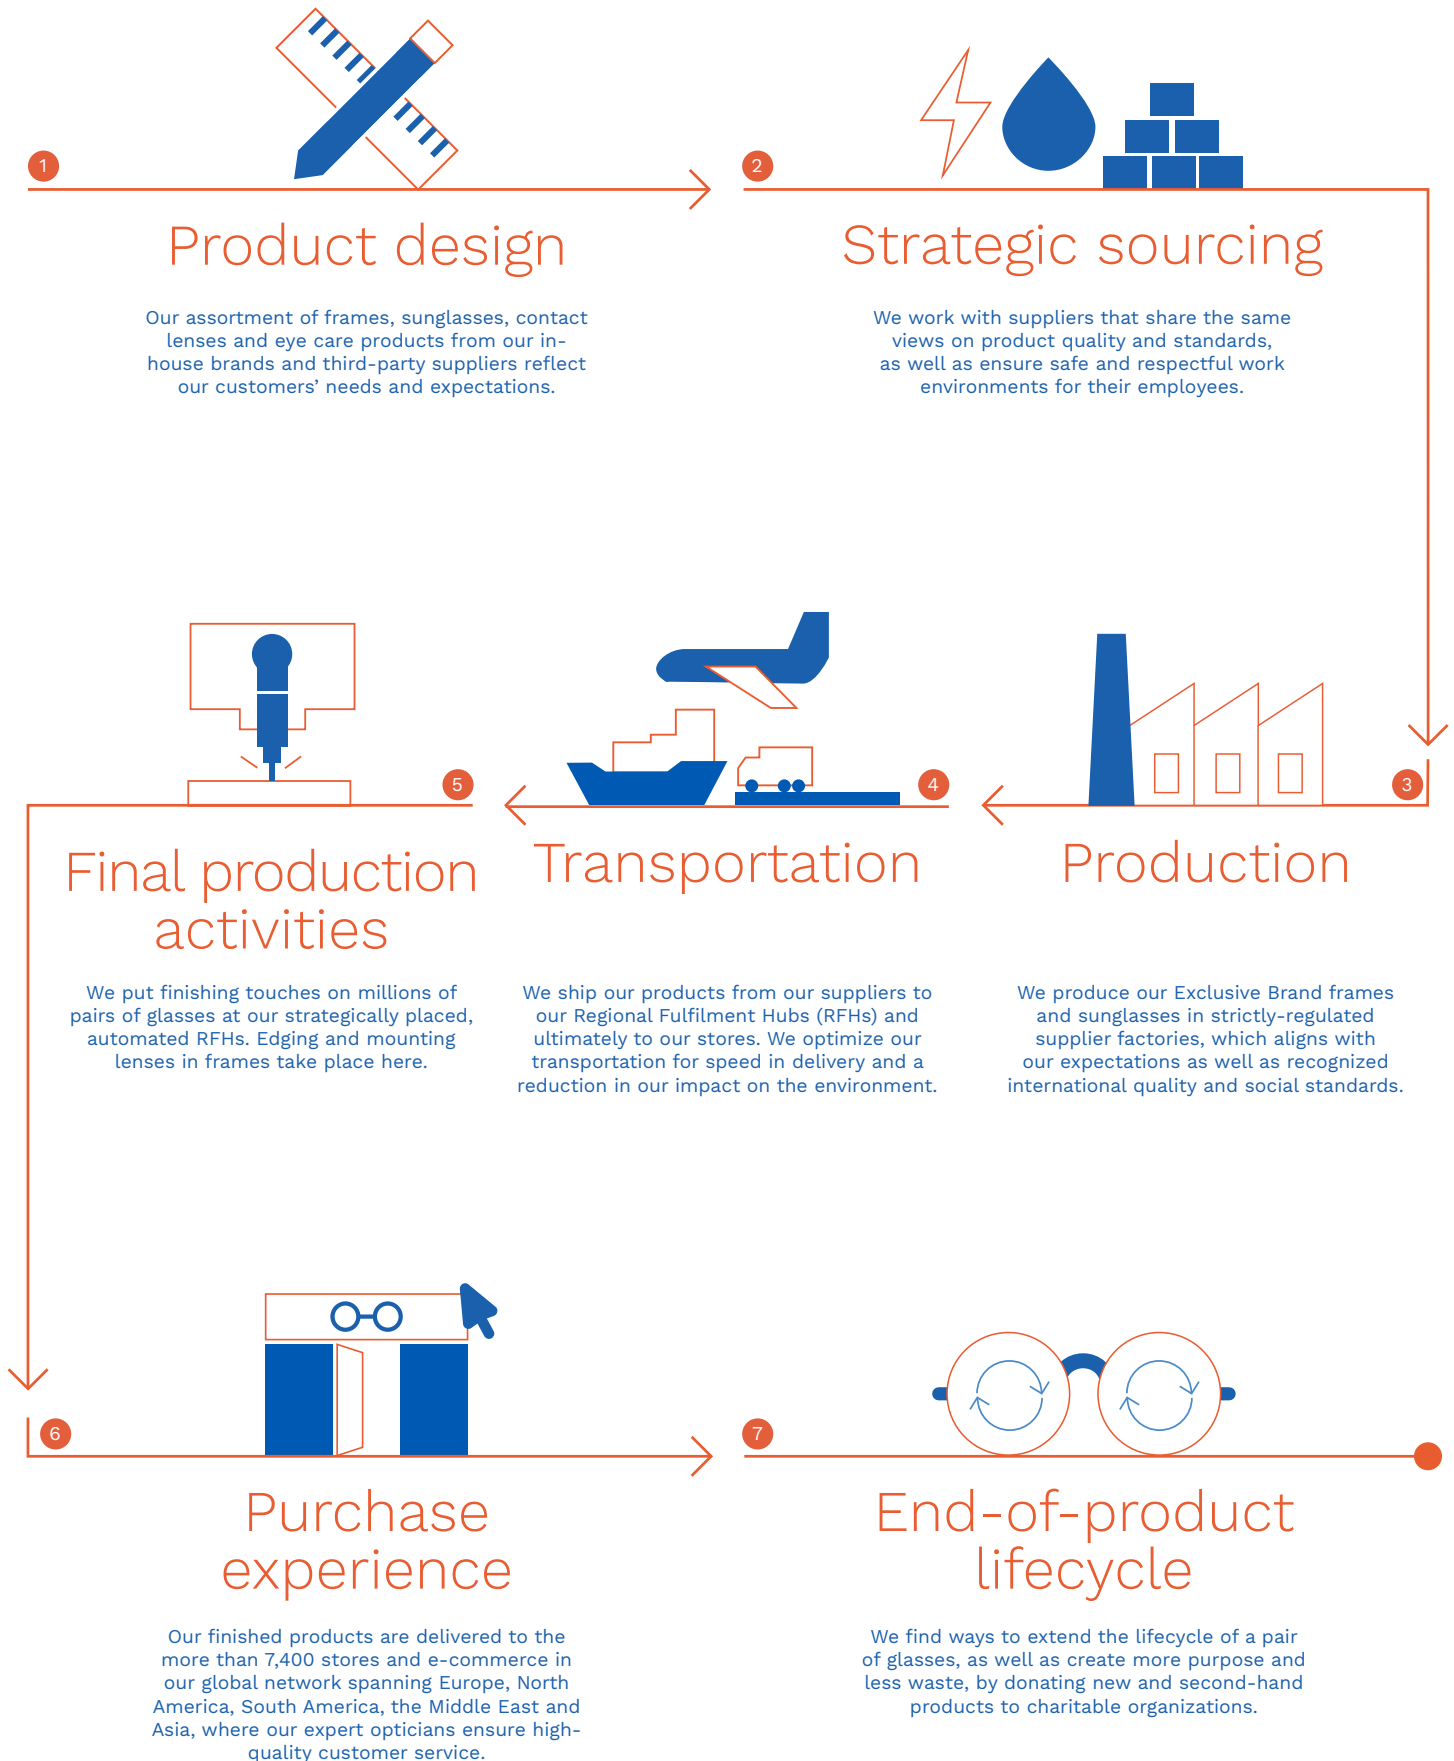 1
Product design
Our assortment of frames, sunglasses, contact
lenses and eye care products from our in-
house brands and third-party suppliers reflect
our customers’ needs and expectations.
2
Strategic sourcing
We work with suppliers that share the same
views on product quality and standards,
as well as ensure safe and respectful work
environments for their employees.
3
Production
We produce our Exclusive Brand frames
and sunglasses in strictly-regulated
supplier factories, which aligns with
our expectations as well as recognized
international quality and social standards.
4
Transportation
We ship our products from our suppliers to
our Regional Fulfilment Hubs (RFHs) and
ultimately to our stores. We optimize our
transportation for speed in delivery and a
reduction in our impact on the environment.
5
Final production
activities
We put finishing touches on millions of
pairs of glasses at our strategically placed,
automated RFHs. Edging and mounting
lenses in frames take place here.
6
Purchase
experience
Our finished products are delivered to the
more than 7,400 stores and e-commerce in
our global network spanning Europe, North
America, South America, the Middle East and
Asia, where our expert opticians ensure high-
quality customer service.
7
End-of-product
lifecycle
We find ways to extend the lifecycle of a pair
of glasses, as well as create more purpose and
less waste, by donating new and second-hand
products to charitable organizations.